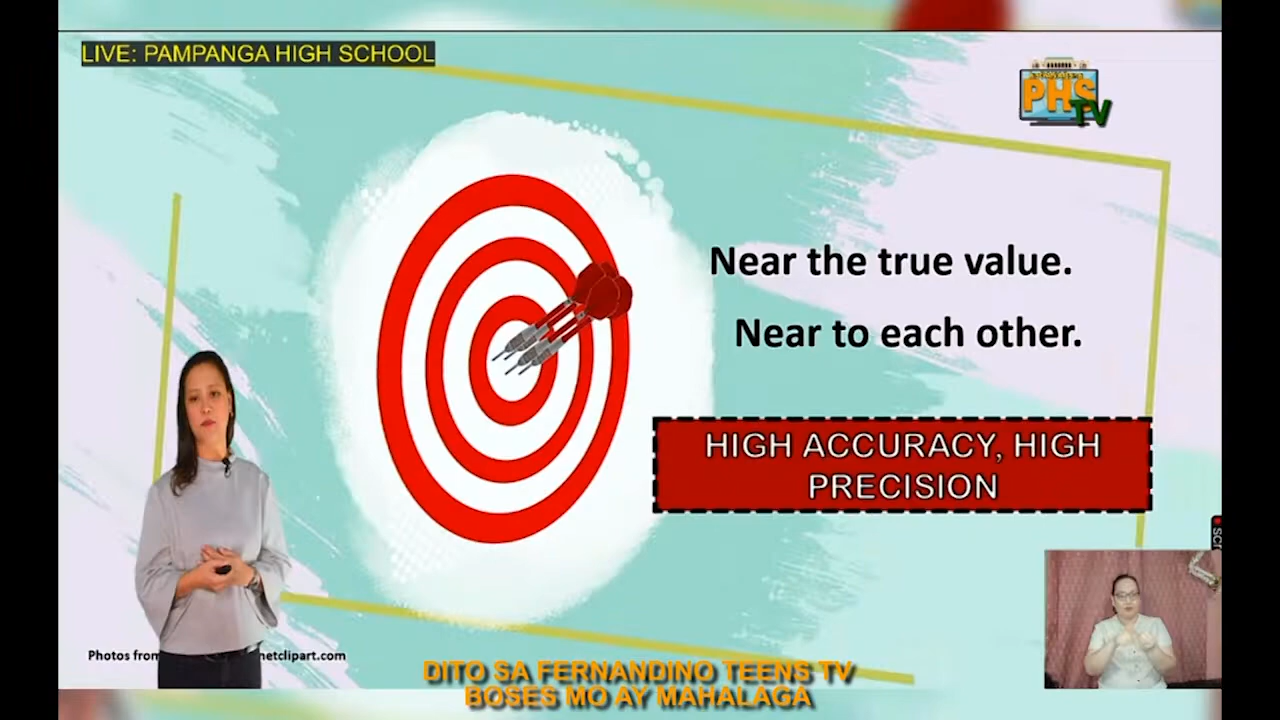 LIVE: PAMPANGA HIGH SCHOOL
PHS
TV
Near the true value.
Near to each other.
HIGH ACCURACY, HIGH
PRECISION
Photos from
netclipart.com
DITO SA FERNANDINO TEENS TV
BOSES MO AY MAHALAGA